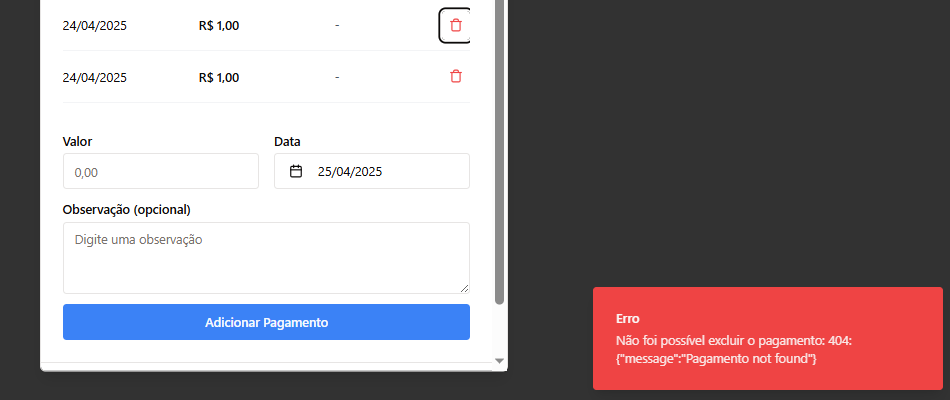 24/04/2025 R$ 1,00 -
24/04/2025 R$ 1,00 -
Valor Data
0,00 25/04/2025
Observação (opcional)
Digite uma observação
Adicionar Pagamento
Erro
Não foi possível excluir o pagamento: 404:
{"message":"Pagamento not found"}